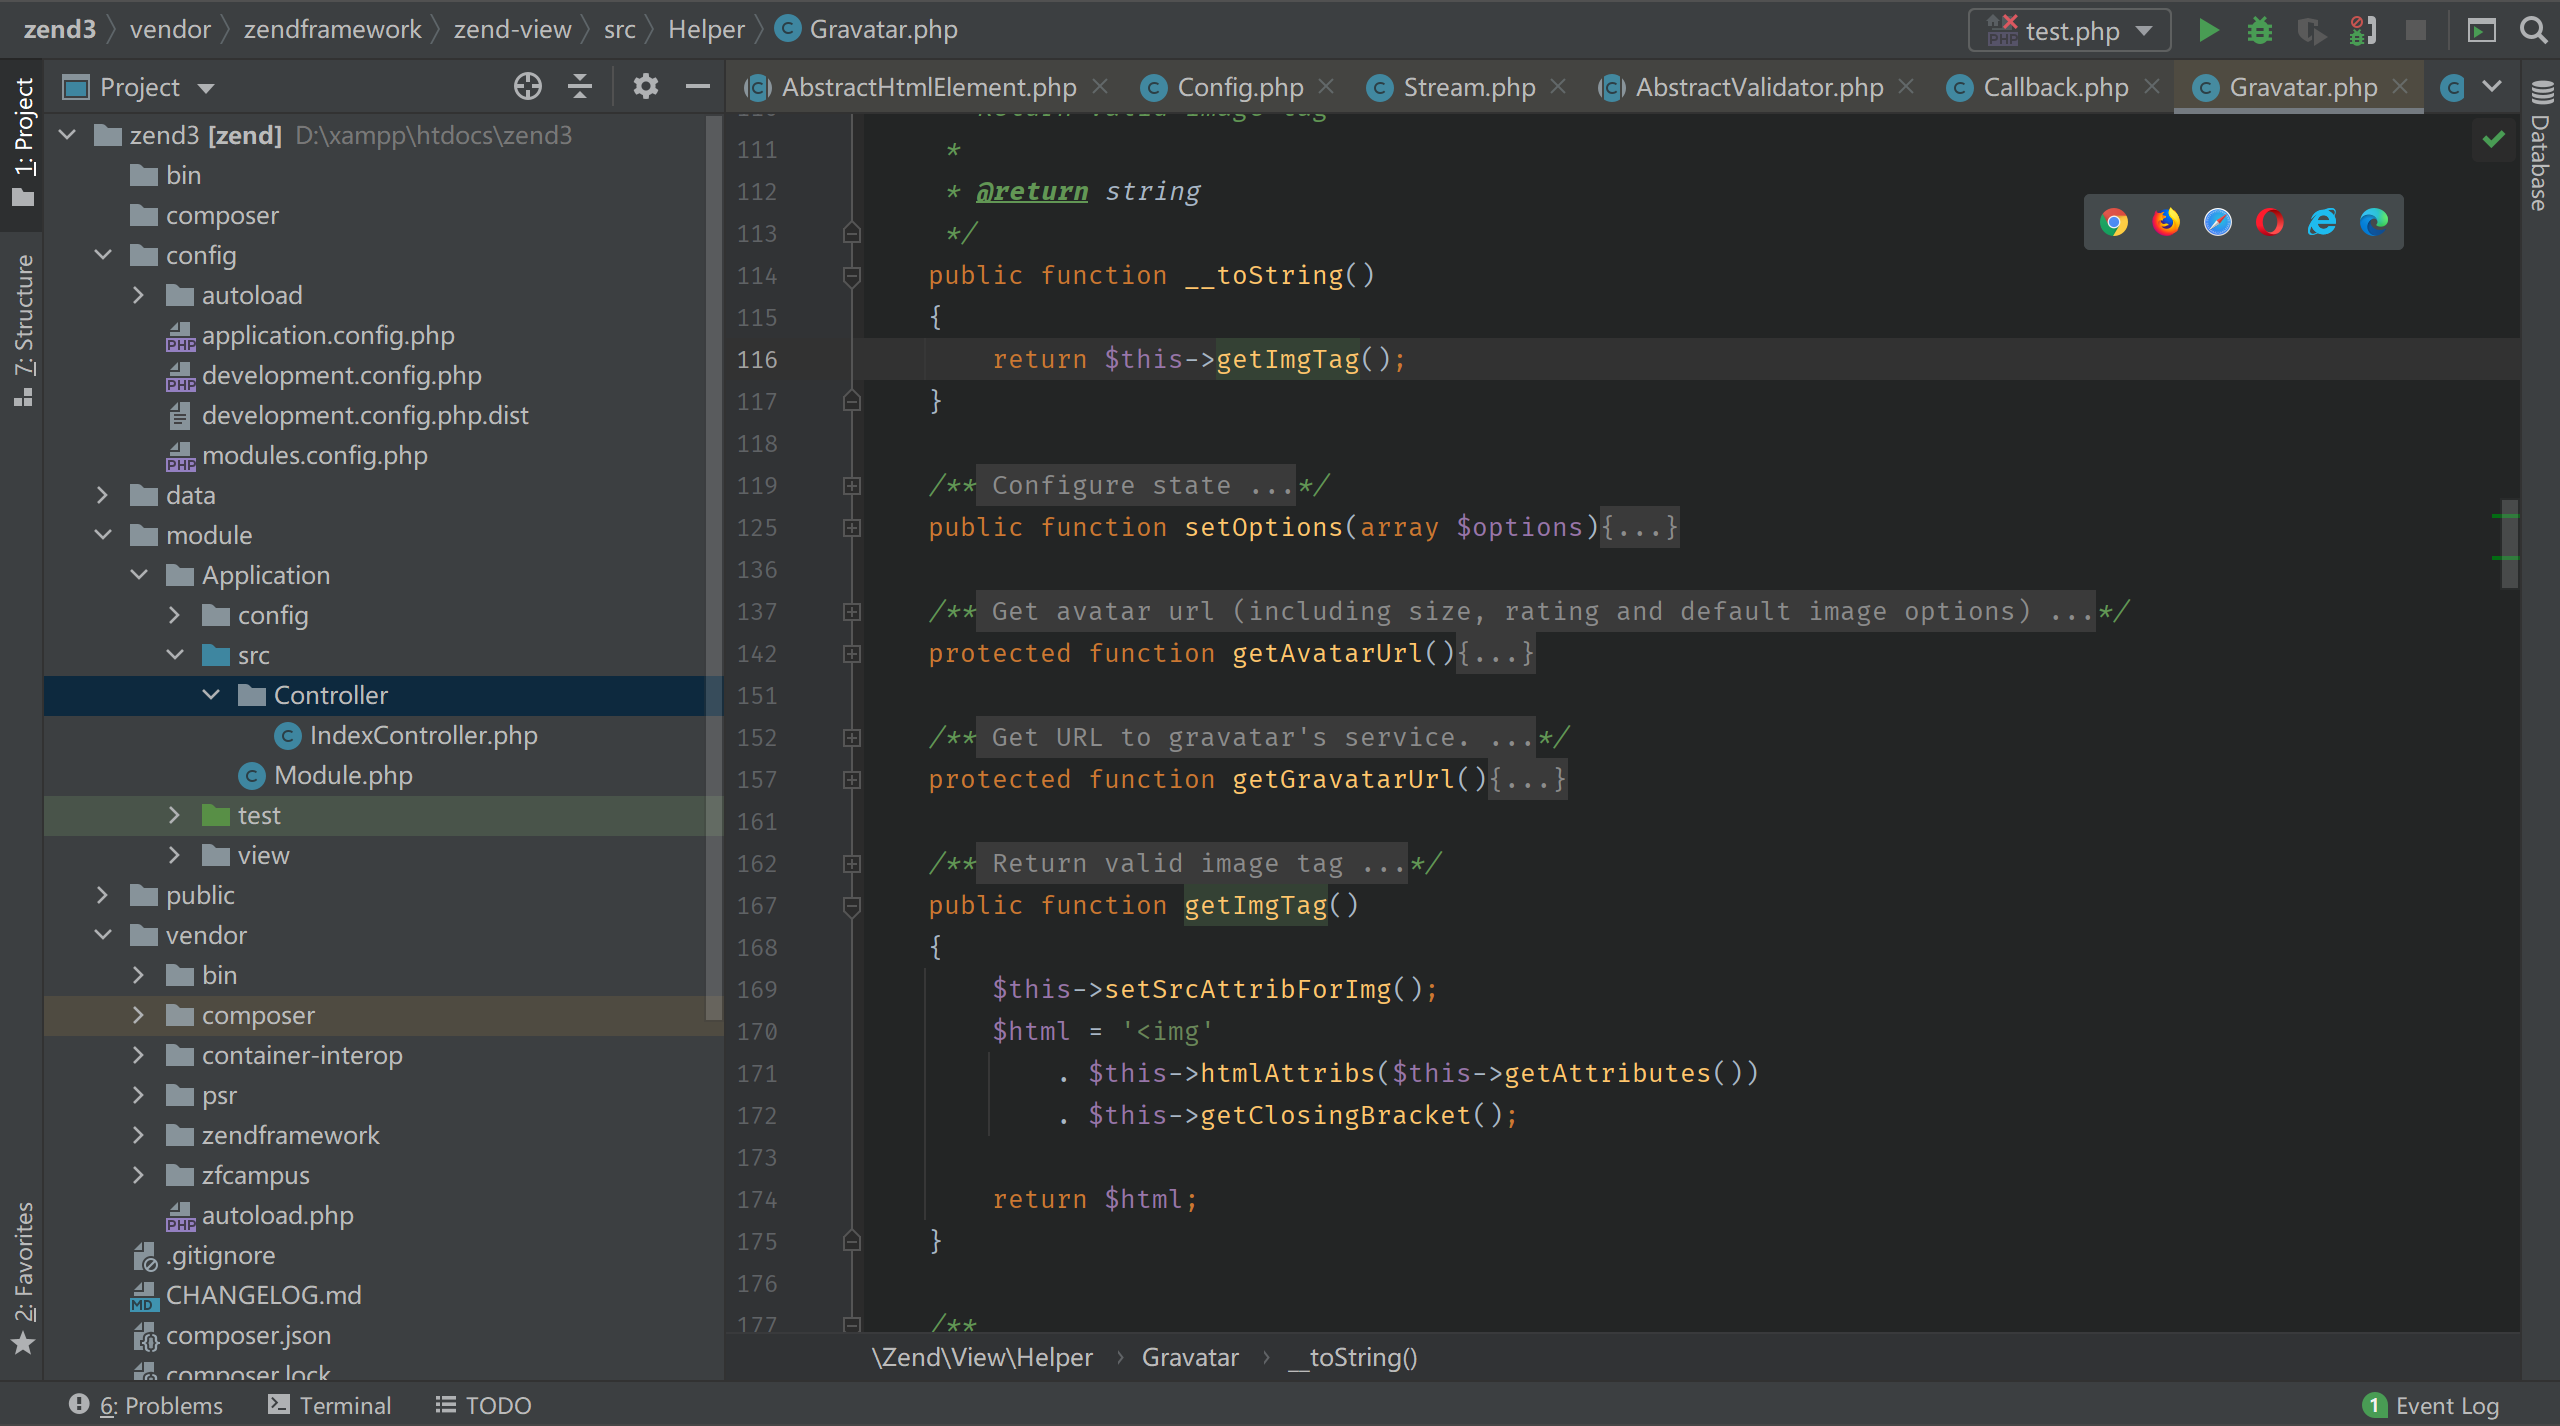 zend3 vendor zendframework zend-view src Helper Gravatar.php
test.php
1: Project
7: Structure
2: Favorites
Project
zend3 [zend] D:\xampp\htdocs\zend3
bin
composer
config
autoload
application.config.php
development.config.php
development.config.php.dist
modules.config.php
data
module
Application
config
src
Controller
IndexController.php
Module.php
test
view
public
vendor
bin
composer
container-interop
psr
zendframework
zfcampus
autoload.php
.gitignore
CHANGELOG.md
composer.json
composer.lock
AbstractHtmlElement.php Config.php Stream.php AbstractValidator.php Callback.php Gravatar.php
Return valid image tag
111 *
112 * @return string
113 */
114 public function __toString()
115 {
116 return $this->getImgTag();
117 }
118
119 /** Configure state ...*/
125 public function setOptions(array $options){...}
136
137 /** Get avatar url (including size, rating and default image options) ...*/
142 protected function getAvatarUrl(){...}
151
152 /** Get URL to gravatar's service. ...*/
157 protected function getGravatarUrl(){...}
161
162 /** Return valid image tag ...*/
167 public function getImgTag()
168 {
169 $this->setSrcAttribForImg();
170 $html = '<img'
171 . $this->htmlAttribs($this->getAttributes())
172 . $this->getClosingBracket();
173
174 return $html;
175 }
176
177 /**
\Zend\View\Helper Gravatar __toString()
Database
6: Problems Terminal TODO
1 Event Log